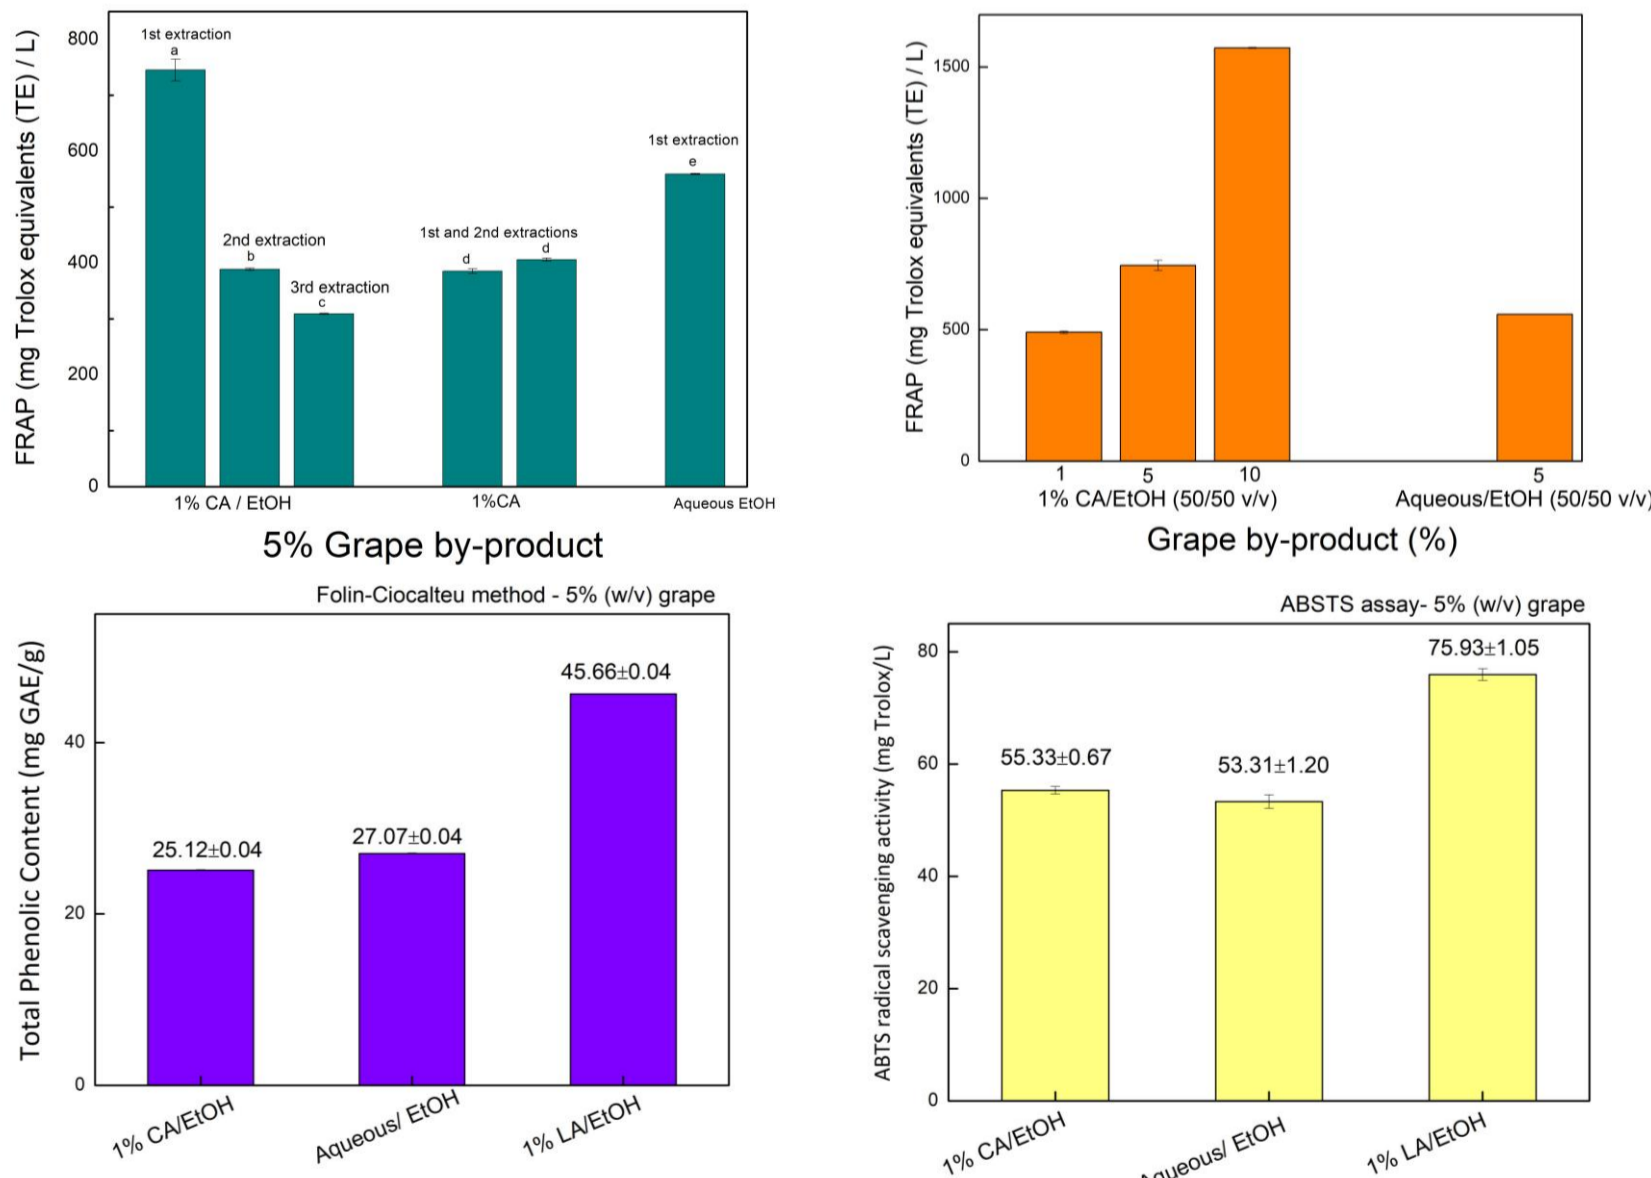 FRAP (mg Trolox equivalents (TE) / L)
800
600
400
200
0
1st extraction
a
2nd extraction
b
3rd extraction
c
1st and 2nd extractions
d
d
1st extraction
e
1% CA / EtOH
1%CA
Aqueous EtOH
5% Grape by-product
FRAP (mg Trolox equivalents (TE) / L)
1500
1000
500
0
1
5
10
5
1% CA/EtOH (50/50 v/v)
Aqueous/EtOH (50/50 v/v)
Grape by-product (%)
Folin-Ciocalteu method - 5% (w/v) grape
Total Phenolic Content (mg GAE/g)
40
20
0
25.12±0.04
27.07±0.04
45.66±0.04
1% CA/EtOH
Aqueous/ EtOH
1% LA/EtOH
ABSTS assay- 5% (w/v) grape
ABTS radical scavenging activity (mg Trolox/L)
80
60
40
20
0
55.33±0.67
53.31±1.20
75.93±1.05
1% CA/EtOH
Aqueous/ EtOH
1% LA/EtOH